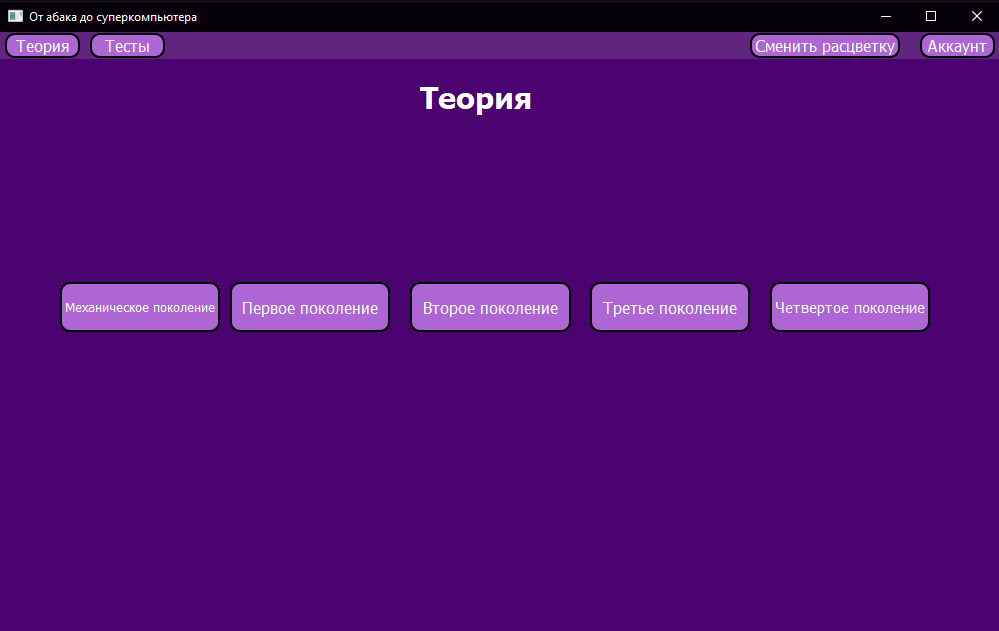 От абака до суперкомпьютера
Теория Тесты Сменить расцветку Аккаунт
Теория
Механическое поколение Первое поколение Второе поколение Третье поколение Четвертое поколение